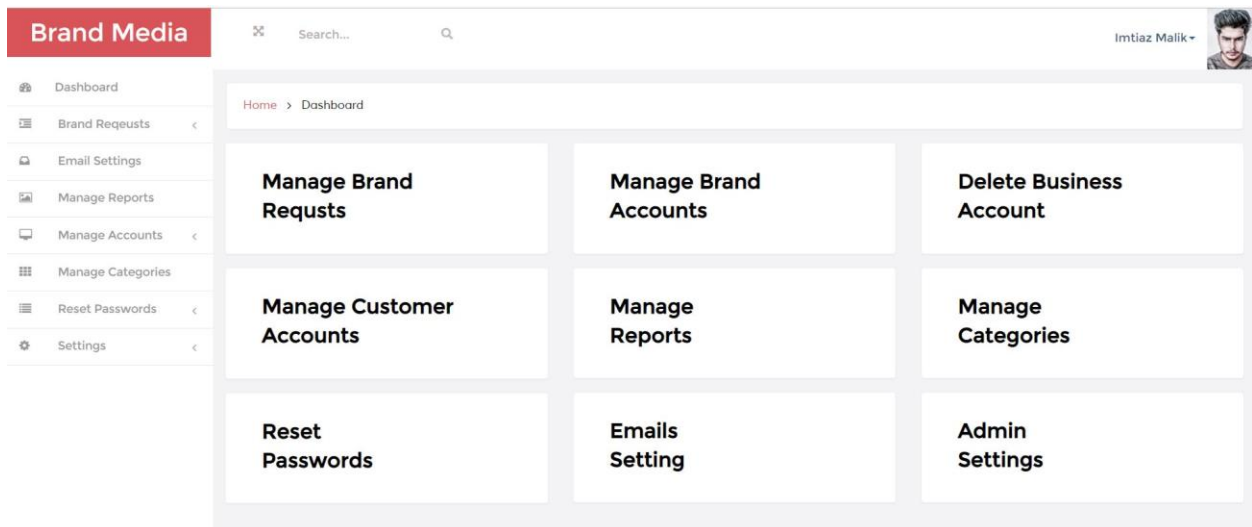 Brand Media
Search...
Imtiaz Malik
Dashboard
Brand Reqeusts
Email Settings
Manage Reports
Manage Accounts
Manage Categories
Reset Passwords
Settings
Home > Dashboard
Manage Brand
Requsts
Manage Brand
Accounts
Delete Business
Account
Manage Customer
Accounts
Manage
Reports
Manage
Categories
Reset
Passwords
Emails
Setting
Admin
Settings